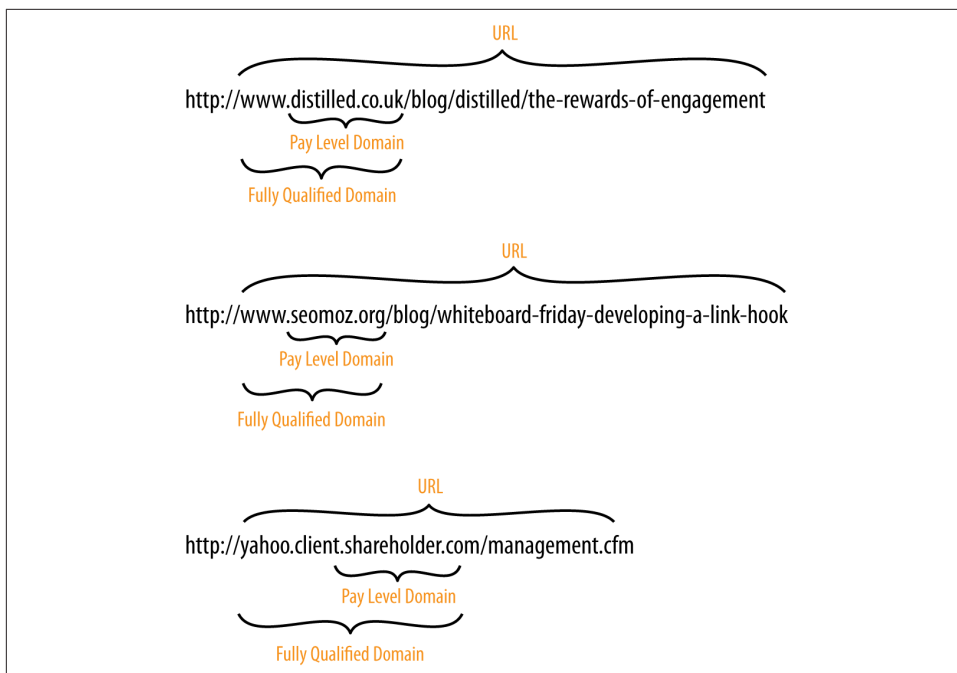 URL
http://www.distilled.co.uk/blog/distilled/the-rewards-of-engagement
Pay Level Domain
Fully Qualified Domain
URL
http://www.seomoz.org/blog/whiteboard-friday-developing-a-link-hook
Pay Level Domain
Fully Qualified Domain
URL
http://yahoo.client.shareholder.com/management.cfm
Pay Level Domain
Fully Qualified Domain